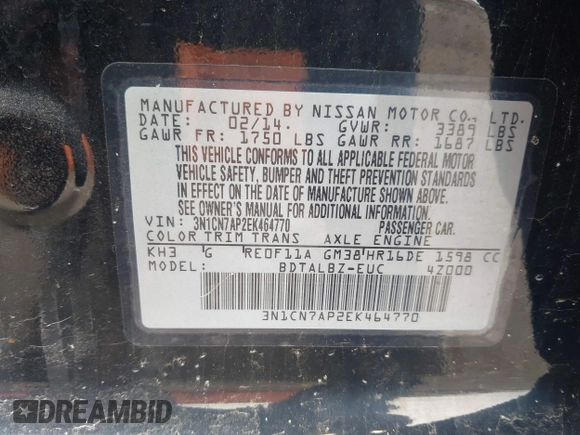 MANUFACTURED BY NISSAN MOTOR CO., LTD.
DATE: 02/14. GVWR: 3389 LBS
GAWR FR: 1750 LBS GAWR RR: 1687 LBS
THIS VEHICLE CONFORMS TO ALL APPLICABLE FEDERAL MOTOR
VEHICLE SAFETY, BUMPER AND THEFT PREVENTION STANDARDS
IN EFFECT ON THE DATE OF MANUFACTURE SHOWN ABOVE.
SEE OWNER'S MANUAL FOR ADDITIONAL INFORMATION
VIN: 3N1CN7AP2EK464770 PASSENGER CAR.
COLOR TRIM TRANS AXLE ENGINE
KH3 G RE0F11A GM38 HR16DE 1598 CC
MODEL: BDTALBZ-EUC 4Z000
3N1CN7AP2EK464770
DREAMBID